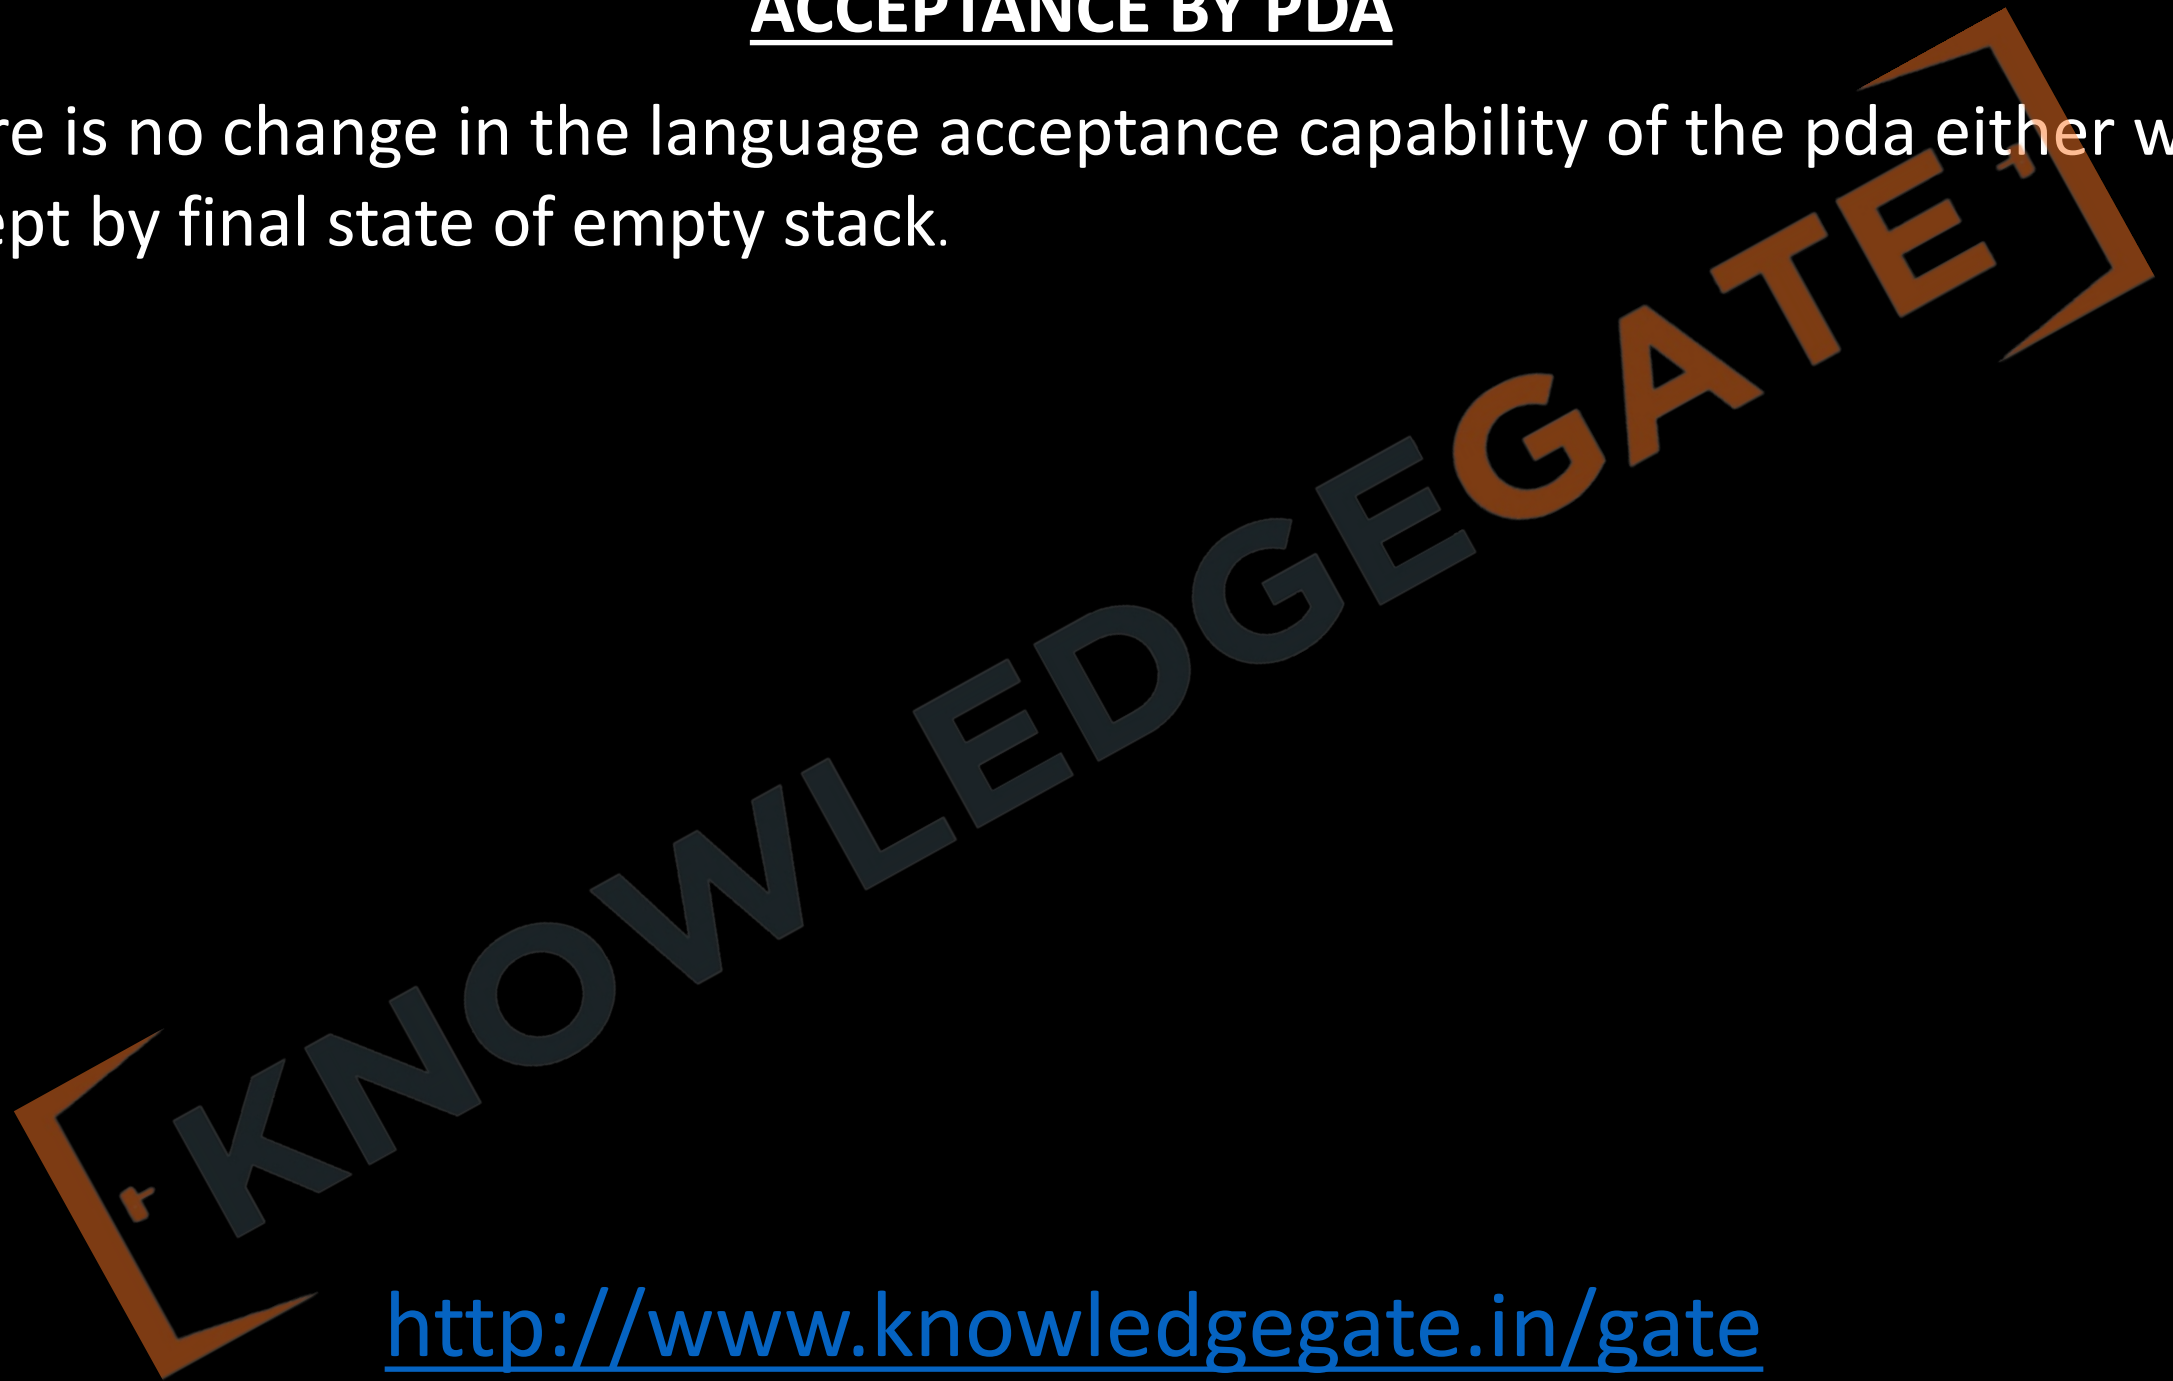 ACCEPTANCE BY PDA
re is no change in the language acceptance capability of the pda either w
ept by final state of empty stack.
KNOWLEDGEGATE
http://www.knowledgegate.in/gate